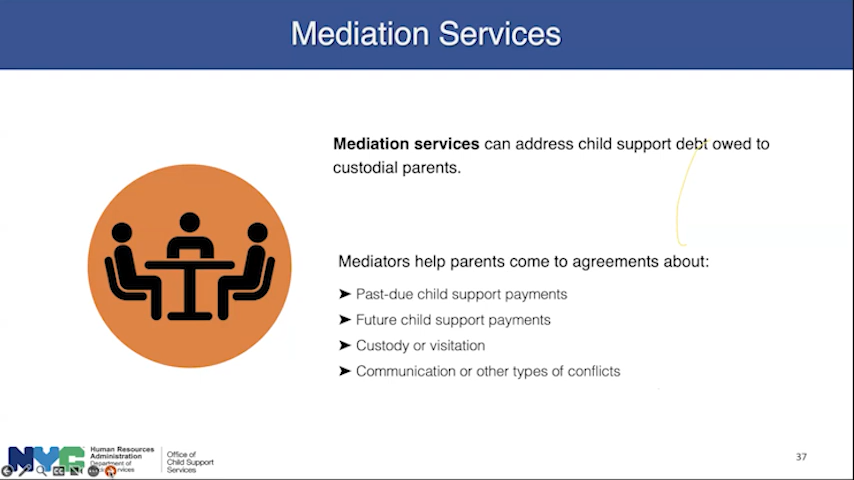 Mediation Services
Mediation services can address child support debt owed to
custodial parents.
Mediators help parents come to agreements about:
➤ Past-due child support payments
➤ Future child support payments
➤ Custody or visitation
➤ Communication or other types of conflicts
NYC
Human Resources
Administration
Department of
Services
Office of
Child Support
Services
37